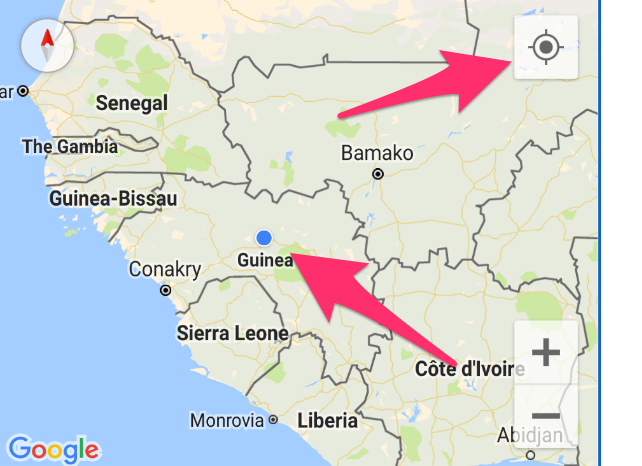 ar
Senegal
The Gambia
Bamako
Guinea-Bissau
Guinea
Conakry
Sierra Leone
Côte d'Ivoire
Monrovia
Liberia
Abidjan
Google